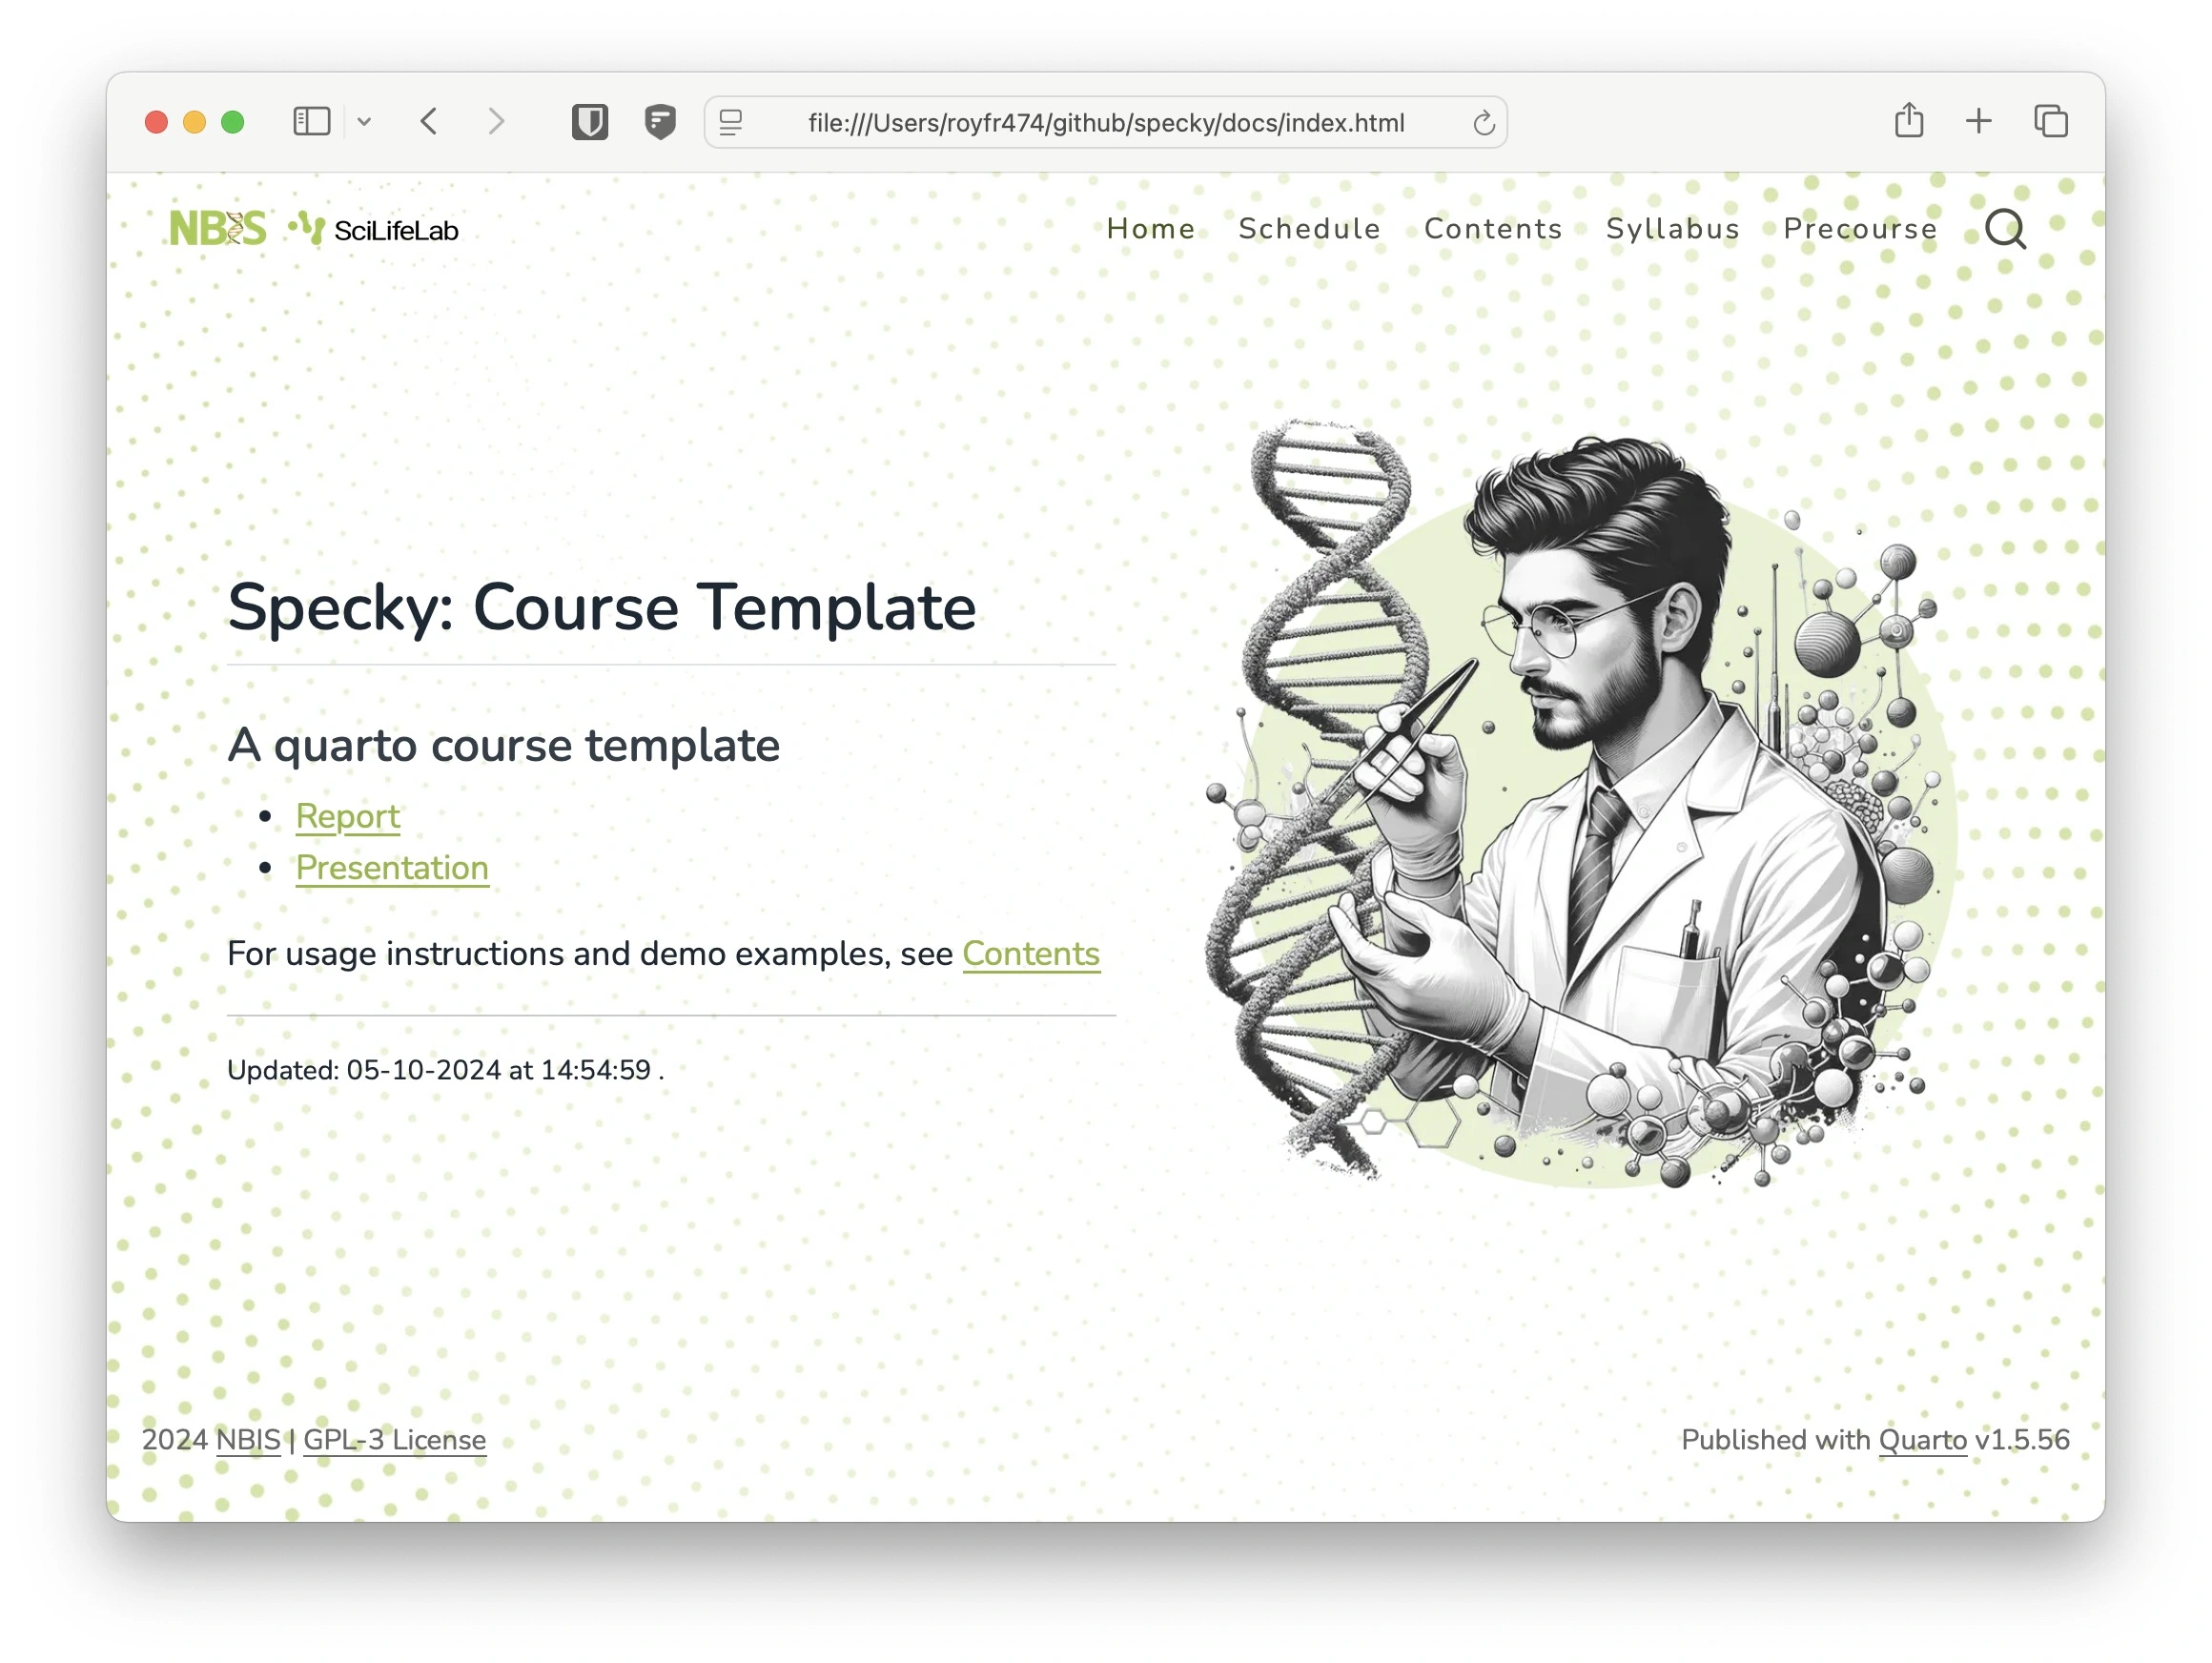 file:///Users/royfr474/github/specky/docs/index.html
NBIS SciLifeLab
Home Schedule Contents Syllabus Precourse
Specky: Course Template
A quarto course template
• Report
• Presentation
For usage instructions and demo examples, see Contents
Updated: 05-10-2024 at 14:54:59 .
2024 NBIS | GPL-3 License
Published with Quarto v1.5.56